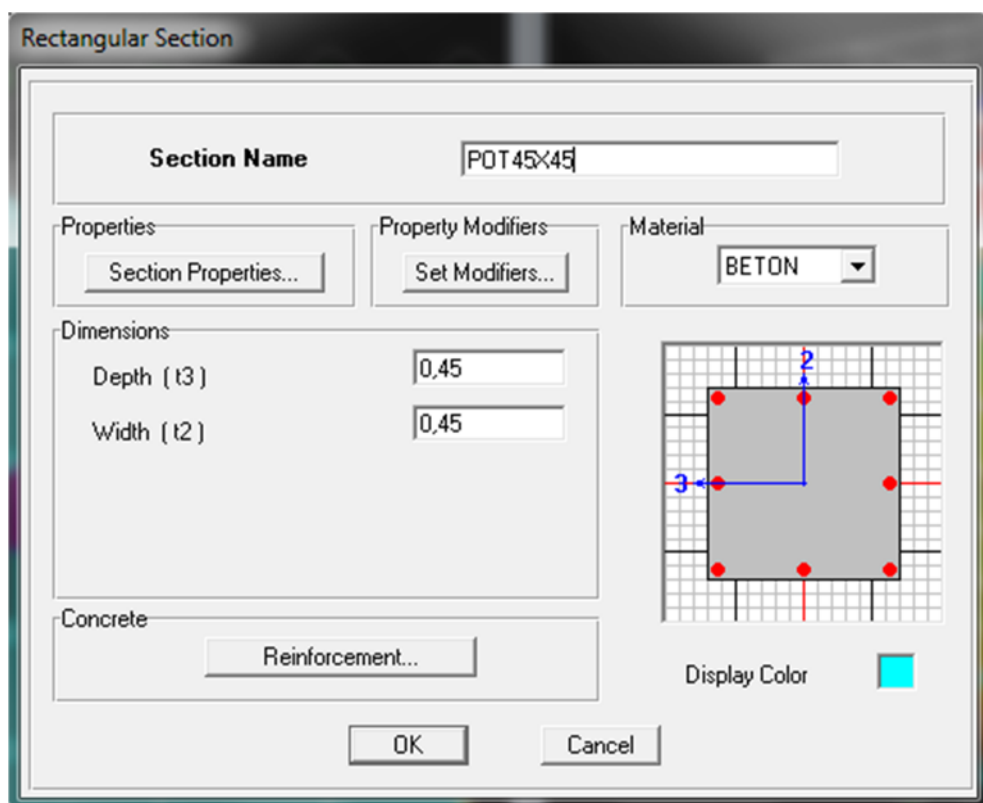 Rectangular Section
Section Name
POT45X45
Properties
Property Modifiers
Material
Section Properties...
Set Modifiers...
BETON
Dimensions
Depth ( t3 )
0,45
Width ( t2 )
0,45
2
3
Concrete
Reinforcement...
Display Color
OK
Cancel